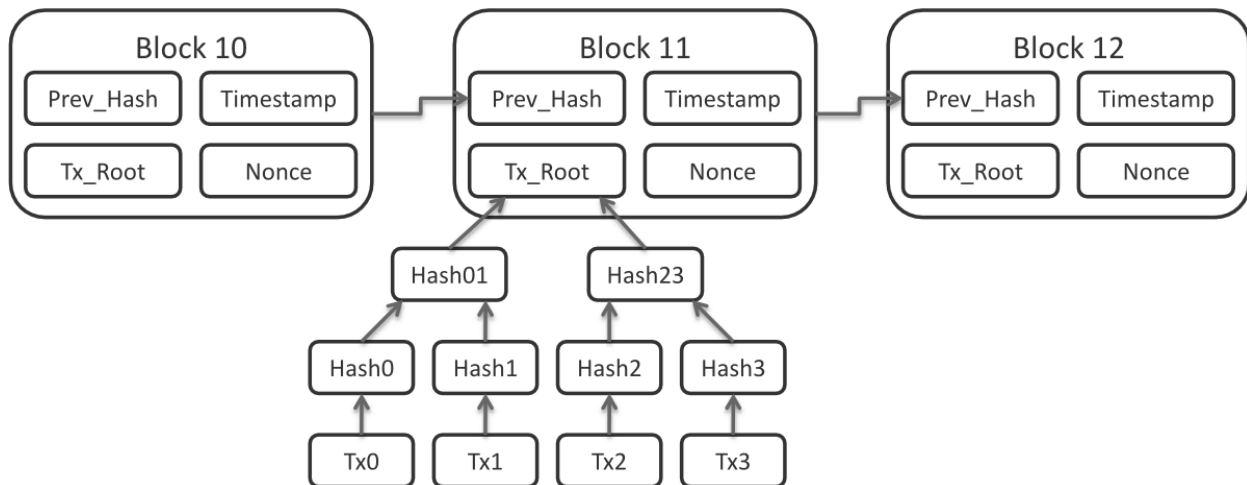 Block 10
Block 11
Block 12
Prev_Hash
Timestamp
Prev_Hash
Timestamp
Prev_Hash
Timestamp
Tx_Root
Nonce
Tx_Root
Nonce
Tx_Root
Nonce
Hash01
Hash23
Hash0
Hash1
Hash2
Hash3
Tx0
Tx1
Tx2
Tx3